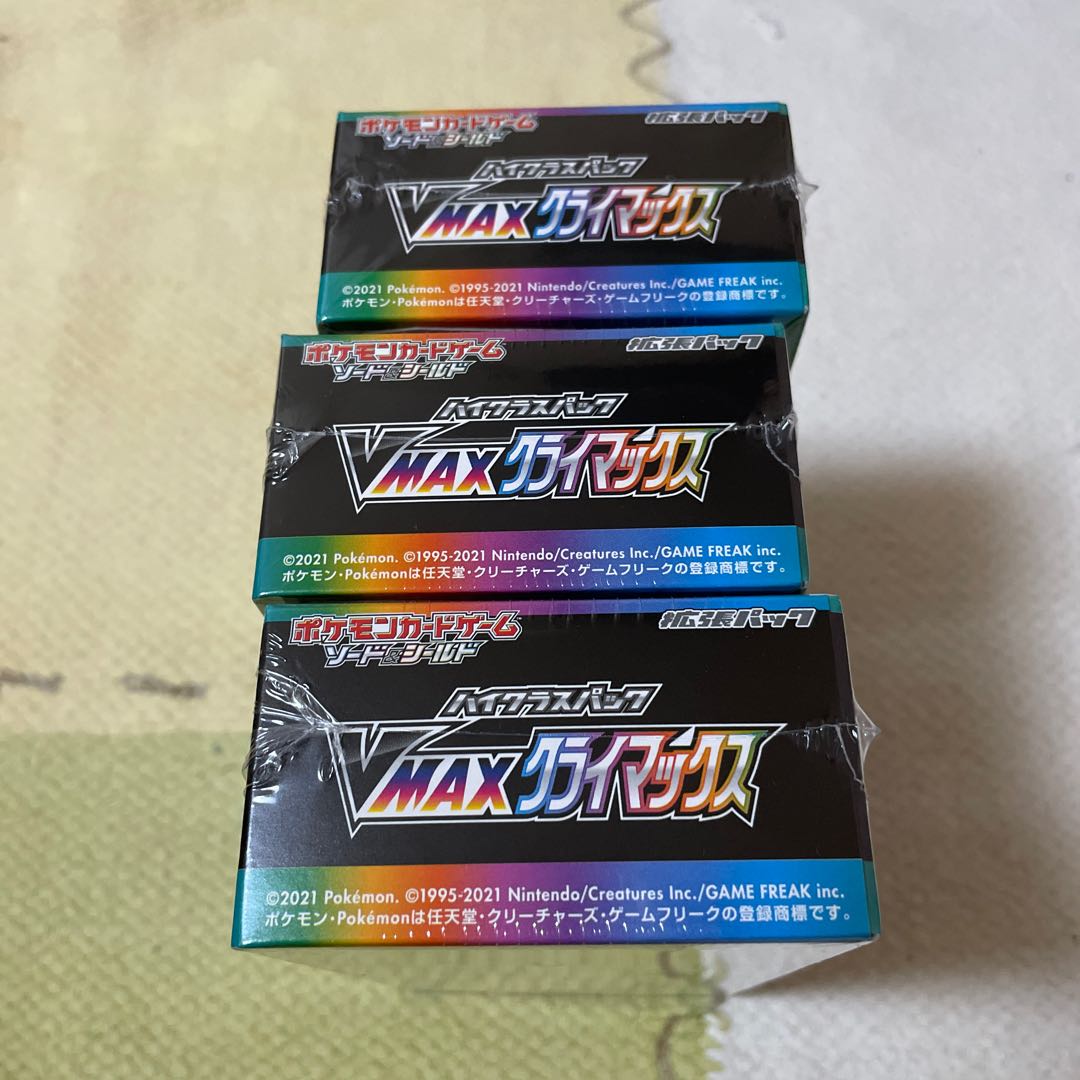 ポケモンカードゲーム
ソード&シールド
拡張パック
ハイクラスパック
VMAXクライマックス
©2021 Pokémon. ©1995-2021 Nintendo/Creatures Inc./GAME FREAK inc.
ポケモン・Pokémonは任天堂・クリーチャーズ・ゲームフリークの登録商標です。
ポケモンカードゲーム
ソード&シールド
拡張パック
ハイクラスパック
VMAXクライマックス
©2021 Pokémon. ©1995-2021 Nintendo/Creatures Inc./GAME FREAK inc.
ポケモン・Pokémonは任天堂・クリーチャーズ・ゲームフリークの登録商標です。
ポケモンカードゲーム
ソード&シールド
拡張パック
ハイクラスパック
VMAXクライマックス
©2021 Pokémon. ©1995-2021 Nintendo/Creatures Inc./GAME FREAK inc.
ポケモン・Pokémonは任天堂・クリーチャーズ・ゲームフリークの登録商標です。